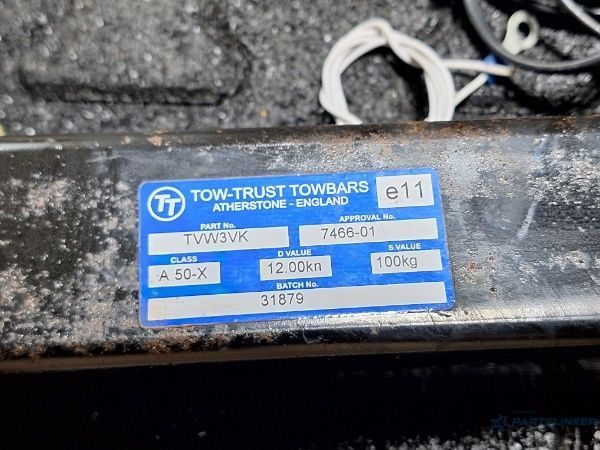 TT TOW-TRUST TOWBARS e11
ATHERSTONE - ENGLAND
PART No. APPROVAL No.
TVW3VK 7466-01
CLASS D VALUE S VALUE
A 50-X 12.00kn 100kg
BATCH No.
31879
PARTSLINKER